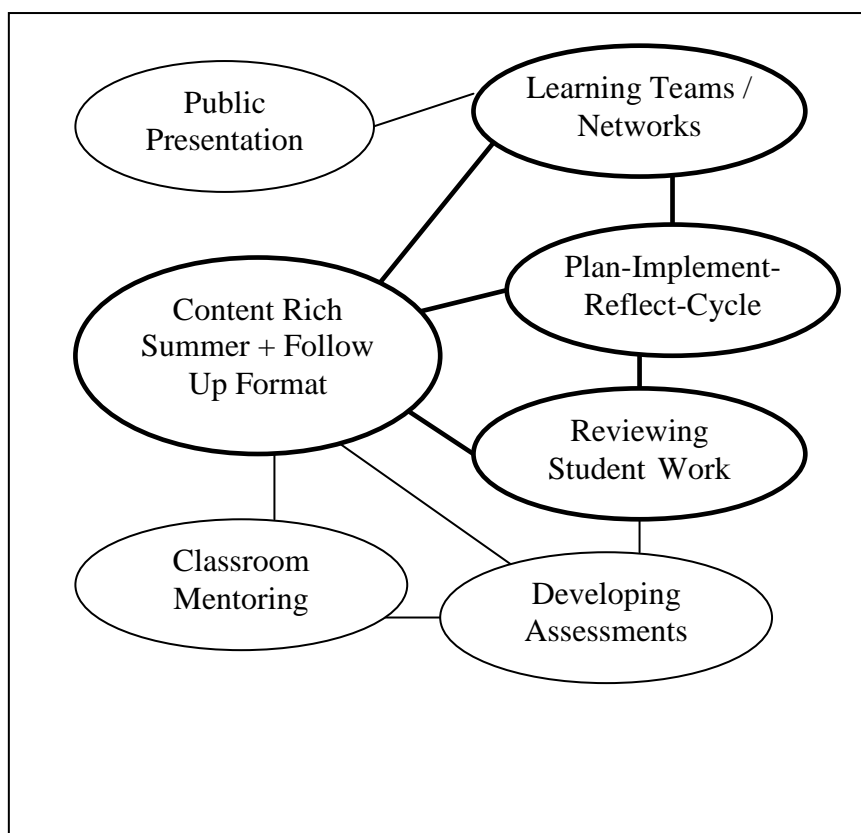 Public
Presentation
Learning Teams /
Networks
Plan-Implement-
Reflect-Cycle
Content Rich
Summer + Follow
Up Format
Reviewing
Student Work
Classroom
Mentoring
Developing
Assessments